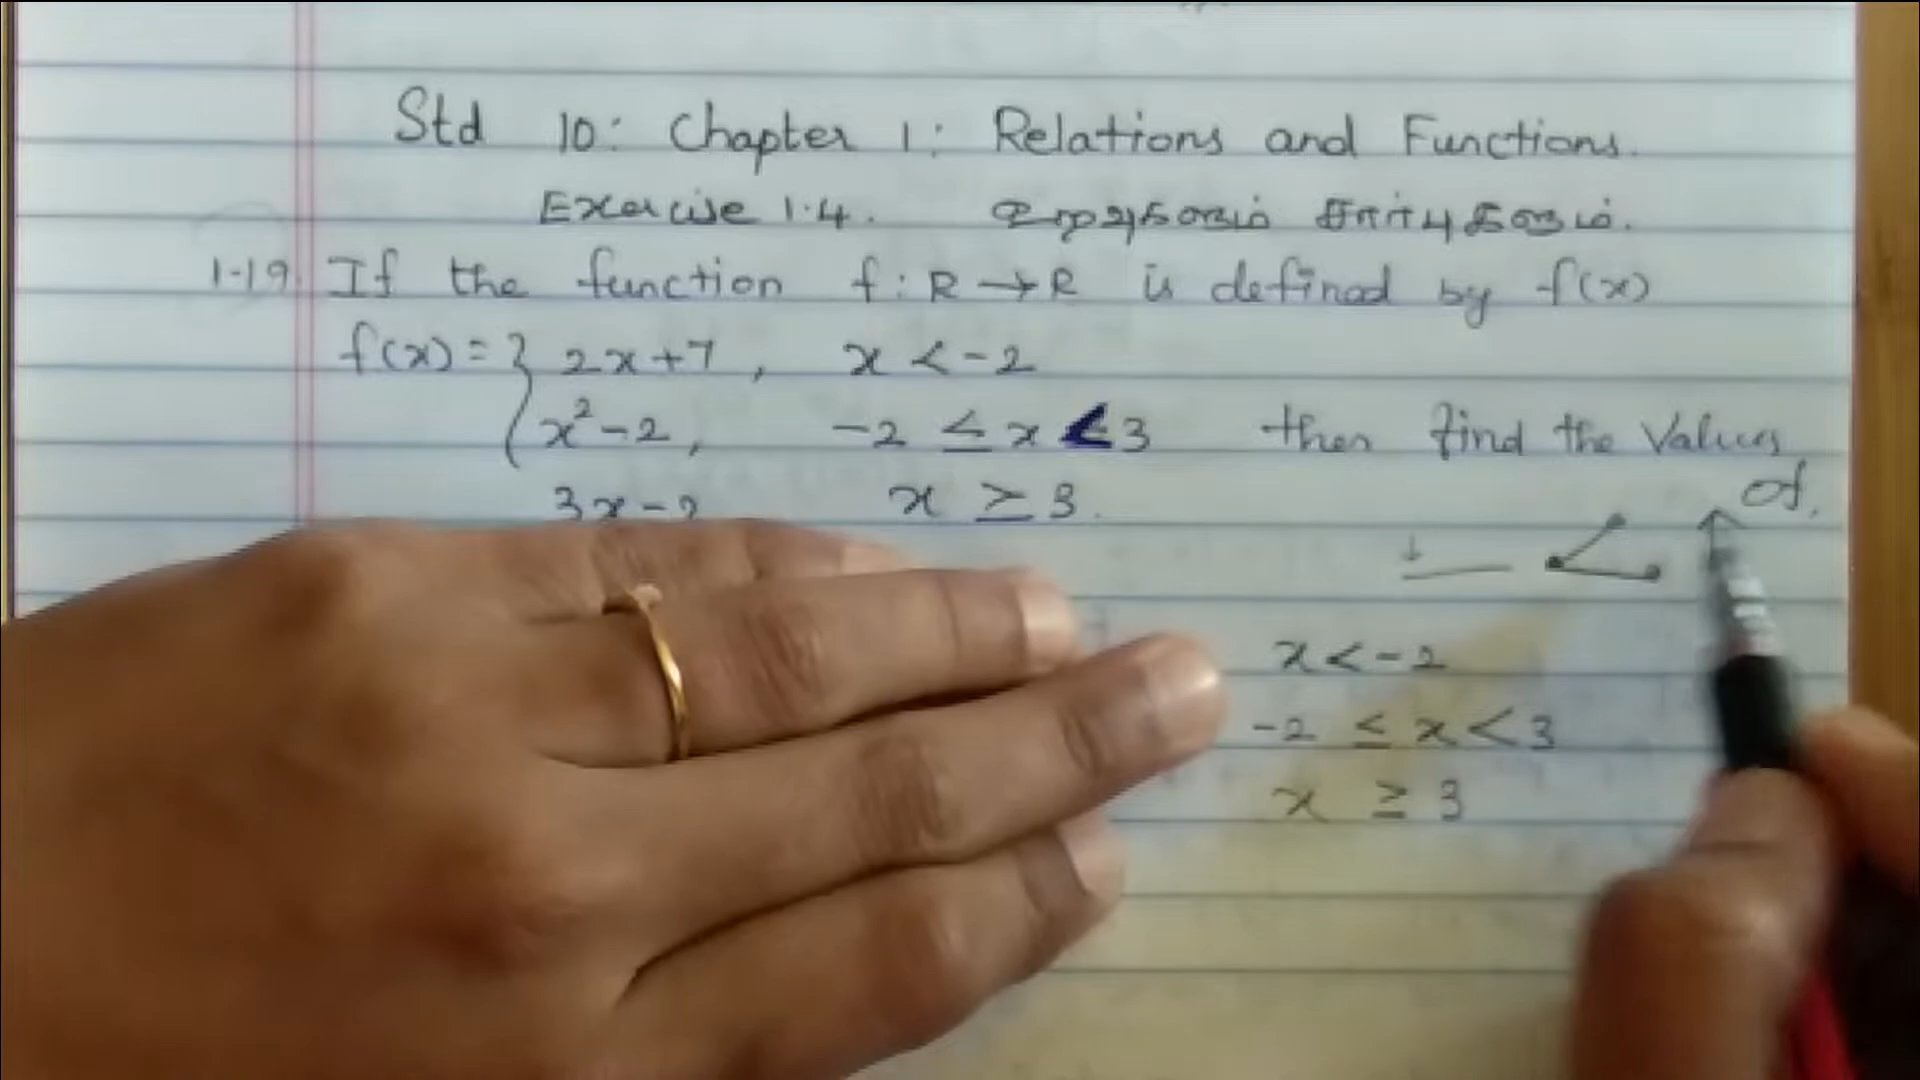 Std 10: Chapter 1: Relations and Functions.
Exercise 1.4. உறவுகளும் சார்புகளும்.
1.19. If the function f : R → R is defined by f(x)
f(x) = { 2x+7, x < -2
x²-2, -2 ≤ x < 3 then find the values
of.
3x-2 x ≥ 3.
x < -2
-2 ≤ x < 3
x ≥ 3